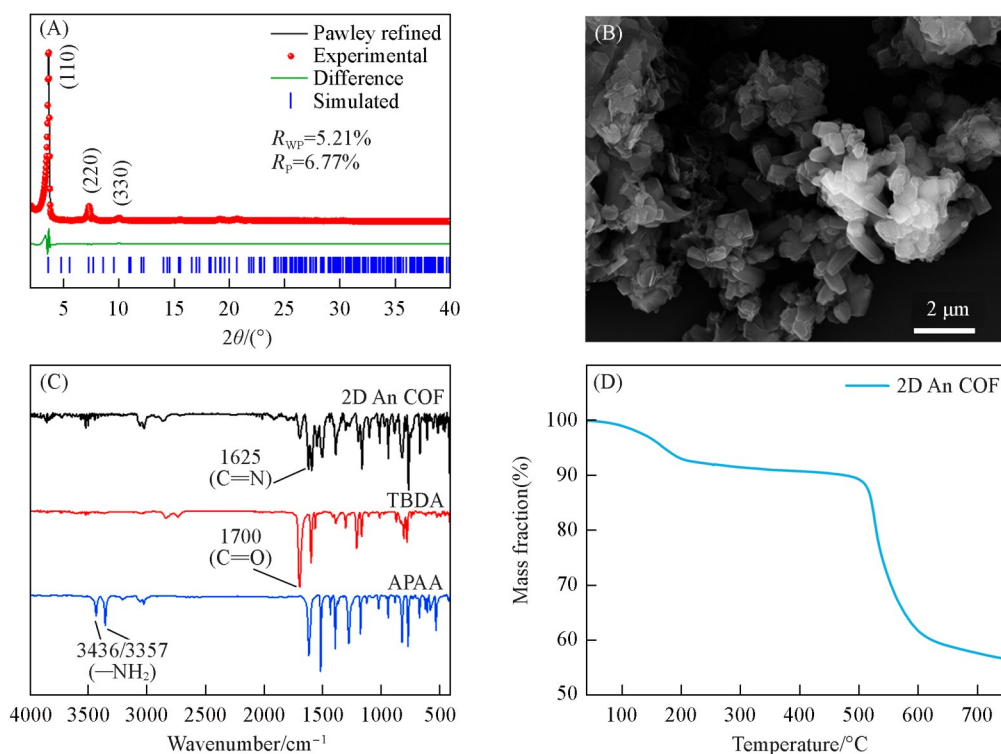 (A)
Pawley refined
Experimental
Difference
Simulated
R_WP=5.21%
R_P=6.77%
(110)
(220)
(330)
5 10 15 20 25 30 35 40
2θ/(°)
(B)
2 μm
(C)
2D An COF
1625
(C=N)
TBDA
1700
(C=O)
APAA
3436/3357
(—NH₂)
4000 3500 3000 2500 2000 1500 1000 500
Wavenumber/cm⁻¹
(D)
2D An COF
100
90
80
70
60
50
Mass fraction(%)
100 200 300 400 500 600 700
Temperature/°C